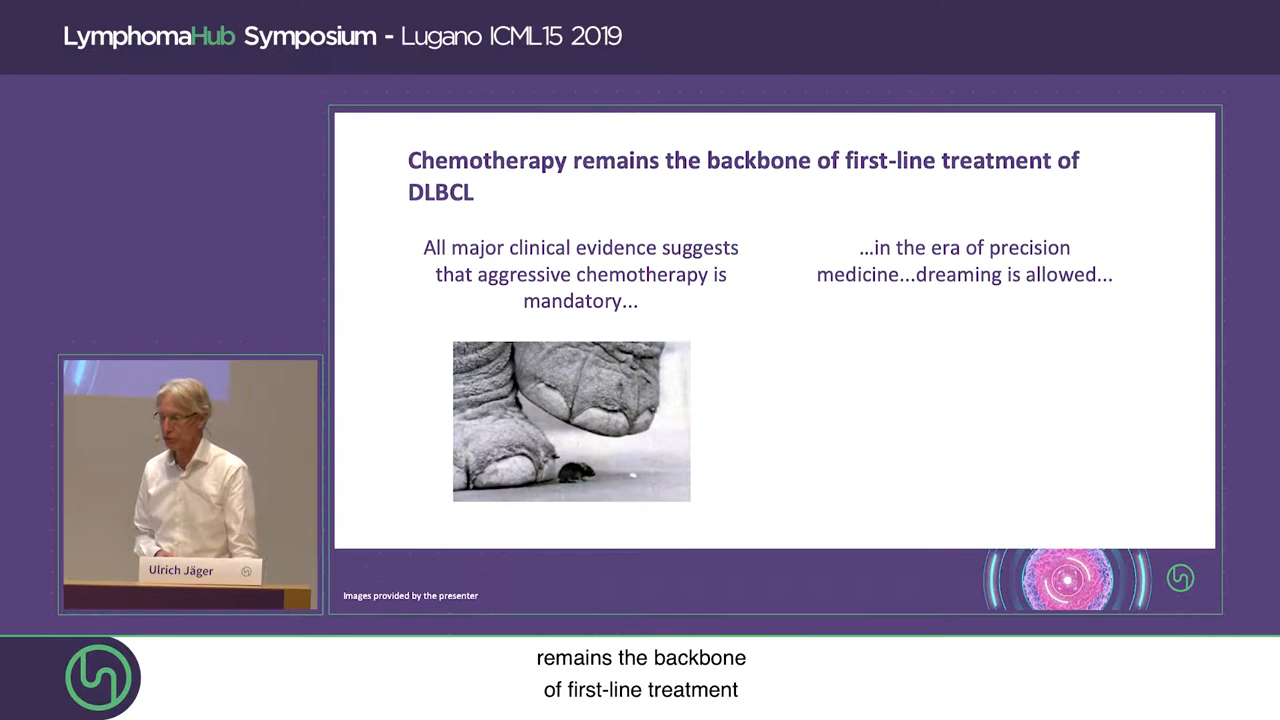 LymphomaHub Symposium - Lugano ICML15 2019
Chemotherapy remains the backbone of first-line treatment of
DLBCL
All major clinical evidence suggests
that aggressive chemotherapy is
mandatory...
...in the era of precision
medicine...dreaming is allowed...
Ulrich Jäger
Images provided by the presenter
remains the backbone
of first-line treatment